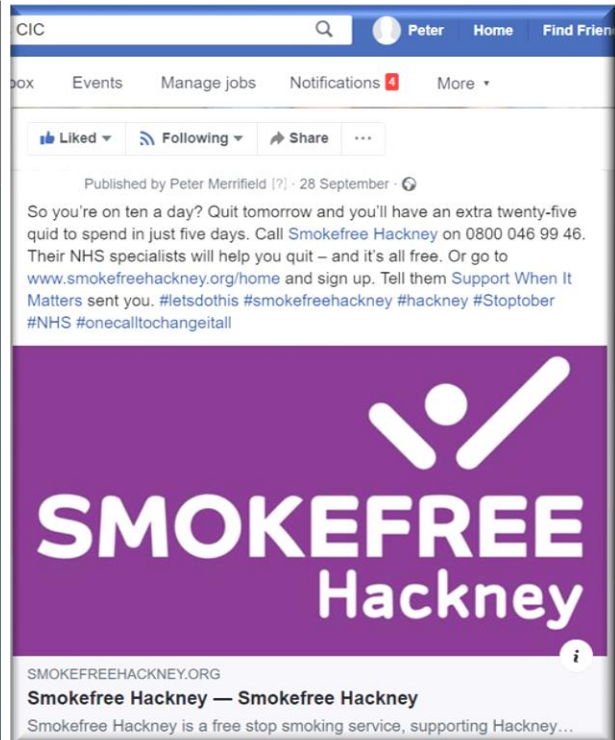 CIC
Peter Home Find Frien
box Events Manage jobs Notifications 4 More
Liked Following Share ...
Published by Peter Merrifield [?] · 28 September ·
So you're on ten a day? Quit tomorrow and you'll have an extra twenty-five
quid to spend in just five days. Call Smokefree Hackney on 0800 046 99 46.
Their NHS specialists will help you quit – and it's all free. Or go to
www.smokefreehackney.org/home and sign up. Tell them Support When It
Matters sent you. #letsdothis #smokefreehackney #hackney #Stoptober
#NHS #onecalltochangeitall
SMOKEFREE
Hackney
i
SMOKEFREEHACKNEY.ORG
Smokefree Hackney — Smokefree Hackney
Smokefree Hackney is a free stop smoking service, supporting Hackney...